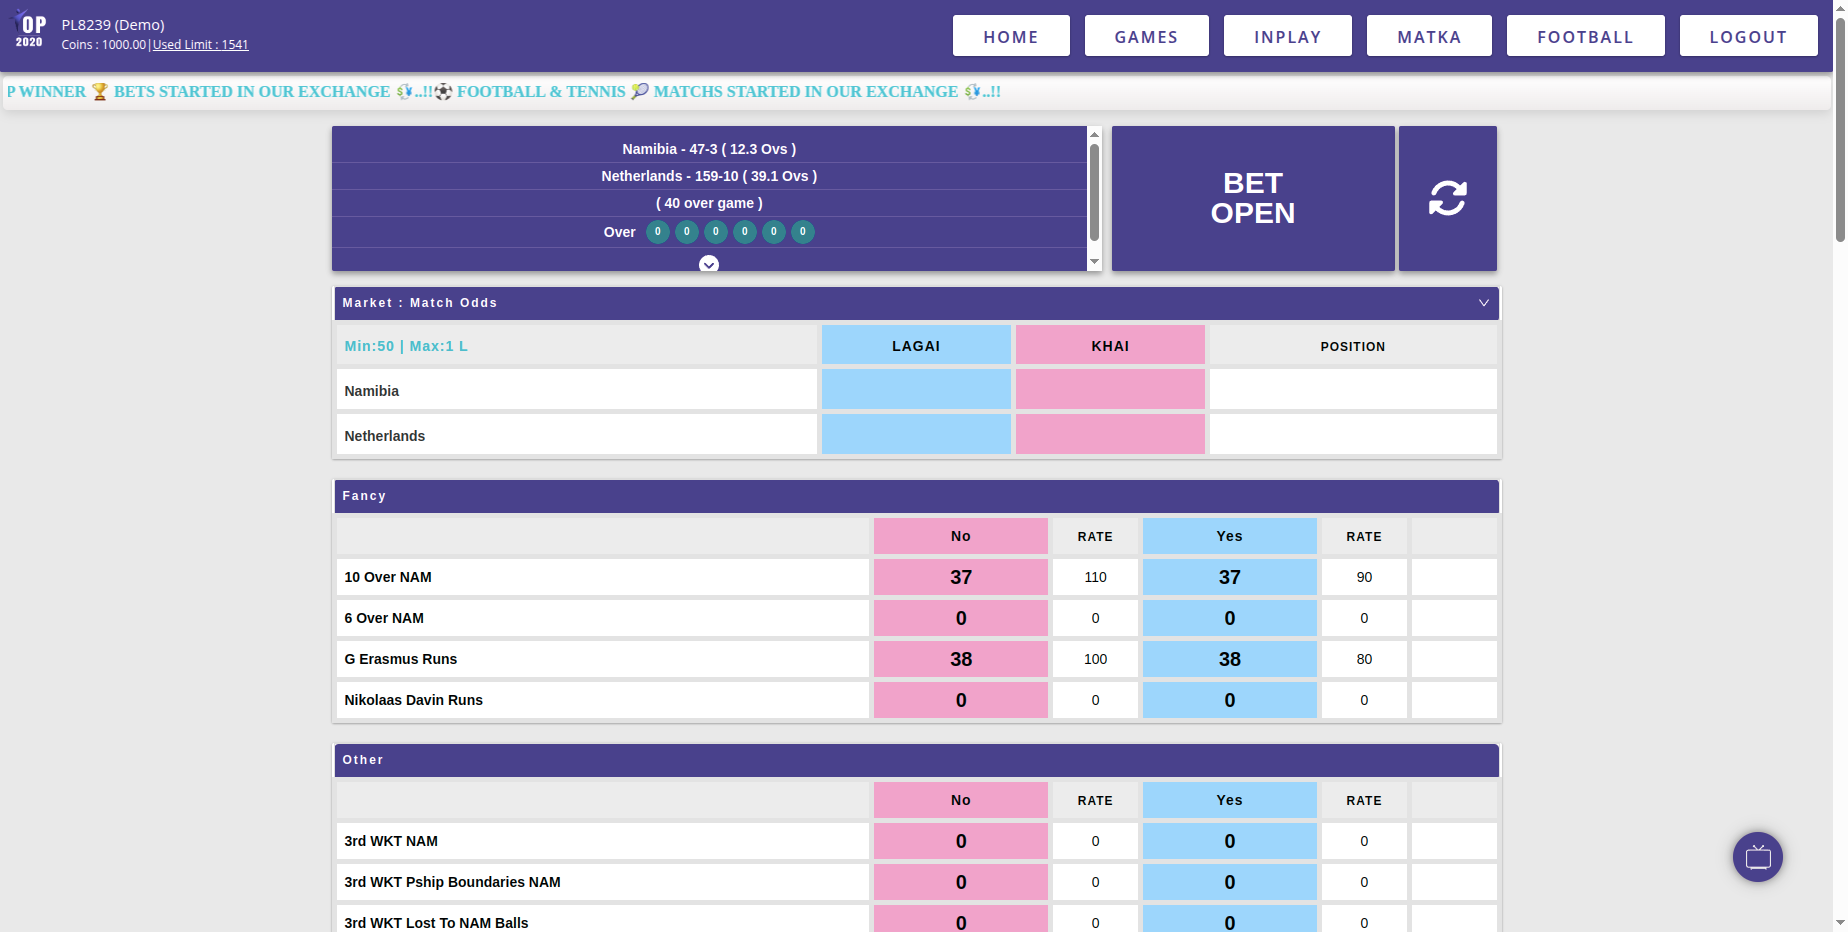 TOP
2020
PL8239 (Demo)
Coins : 1000.00|Used Limit : 1541
HOME
GAMES
INPLAY
MATKA
FOOTBALL
LOGOUT
P WINNER 🏆 BETS STARTED IN OUR EXCHANGE 💱..!!⚽ FOOTBALL & TENNIS 🎾 MATCHS STARTED IN OUR EXCHANGE 💱..!!
Namibia - 47-3 ( 12.3 Ovs )
Netherlands - 159-10 ( 39.1 Ovs )
( 40 over game )
Over 0 0 0 0 0 0
BET
OPEN
Market : Match Odds
Min:50 | Max:1 L LAGAI KHAI POSITION
Namibia
Netherlands
Fancy
No RATE Yes RATE
10 Over NAM 37 110 37 90
6 Over NAM 0 0 0 0
G Erasmus Runs 38 100 38 80
Nikolaas Davin Runs 0 0 0 0
Other
No RATE Yes RATE
3rd WKT NAM 0 0 0 0
3rd WKT Pship Boundaries NAM 0 0 0 0
3rd WKT Lost To NAM Balls 0 0 0 0